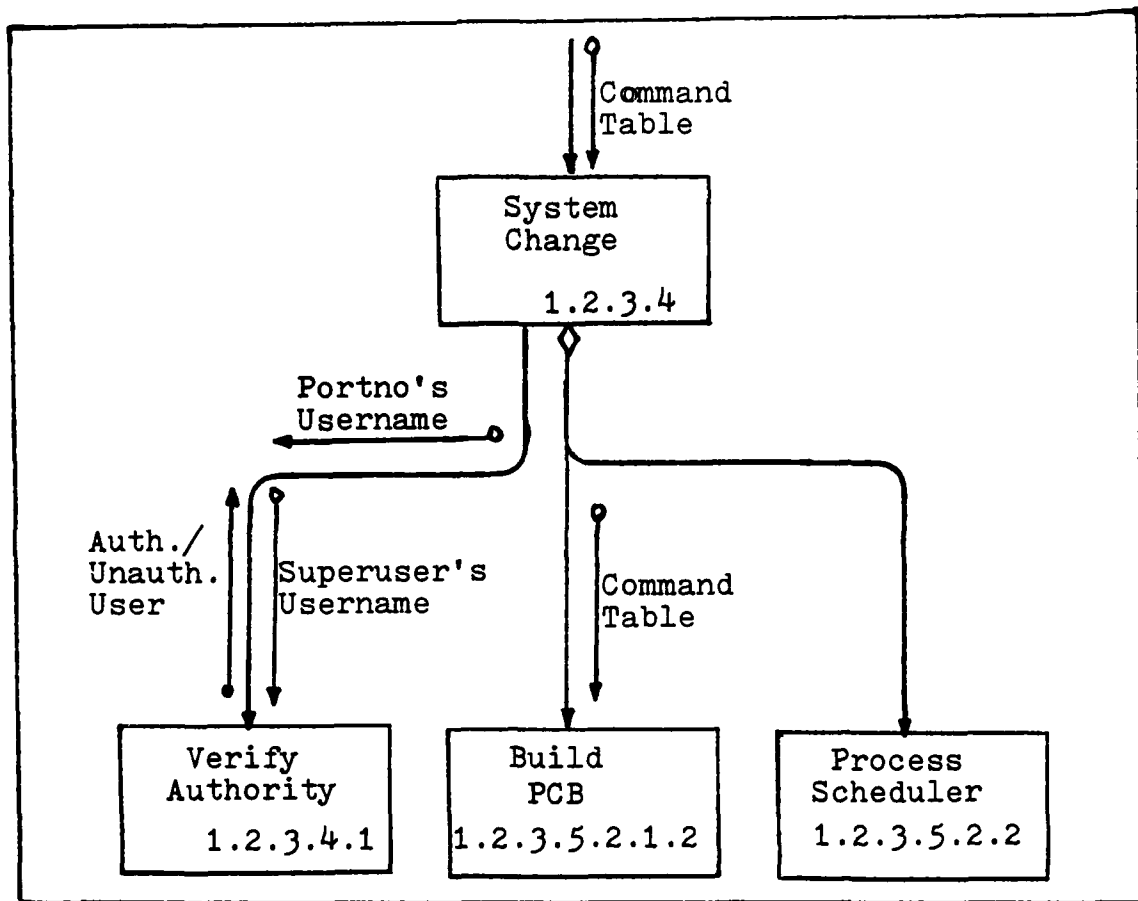 Command
Table
System
Change
1.2.3.4
Portno's
Username
Auth./
Unauth.
User
Superuser's
Username
Command
Table
Verify
Authority
1.2.3.4.1
Build
PCB
1.2.3.5.2.1.2
Process
Scheduler
1.2.3.5.2.2